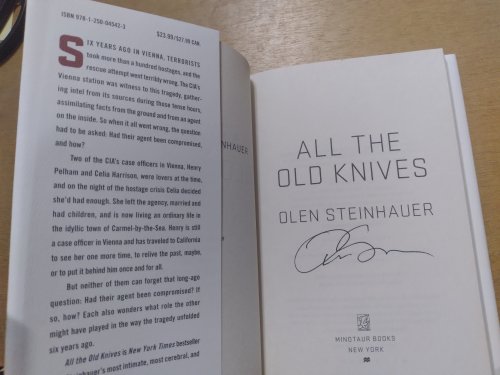 ISBN 978-1-250-04542-3
$23.99/$27.99 CAN.
SIX YEARS AGO IN VIENNA, TERRORISTS
took more than a hundred hostages, and the
rescue attempt went terribly wrong. The CIA's
Vienna station was witness to this tragedy, gather-
ing intel from its sources during those tense hours,
assimilating facts from the ground and from an agent
on the inside. So when it all went wrong, the question
had to be asked: Had their agent been compromised,
and how?
Two of the CIA's case officers in Vienna, Henry
Pelham and Celia Harrison, were lovers at the time,
and on the night of the hostage crisis Celia decided
she'd had enough. She left the agency, married and
had children, and is now living an ordinary life in
the idyllic town of Carmel-by-the-Sea. Henry is still
a case officer in Vienna and has traveled to California
to see her one more time, to relive the past, maybe,
or to put it behind him once and for all.
But neither of them can forget that long-ago
question: Had their agent been compromised? If
so, how? Each also wonders what role the other
might have played in the way the tragedy unfolded
six years ago.
All the Old Knives is New York Times bestseller
nhauer's most intimate, most cerebral, and
NHAUER
ALL THE
OLD KNIVES
OLEN STEINHAUER
MINOTAUR BOOKS
NEW YORK